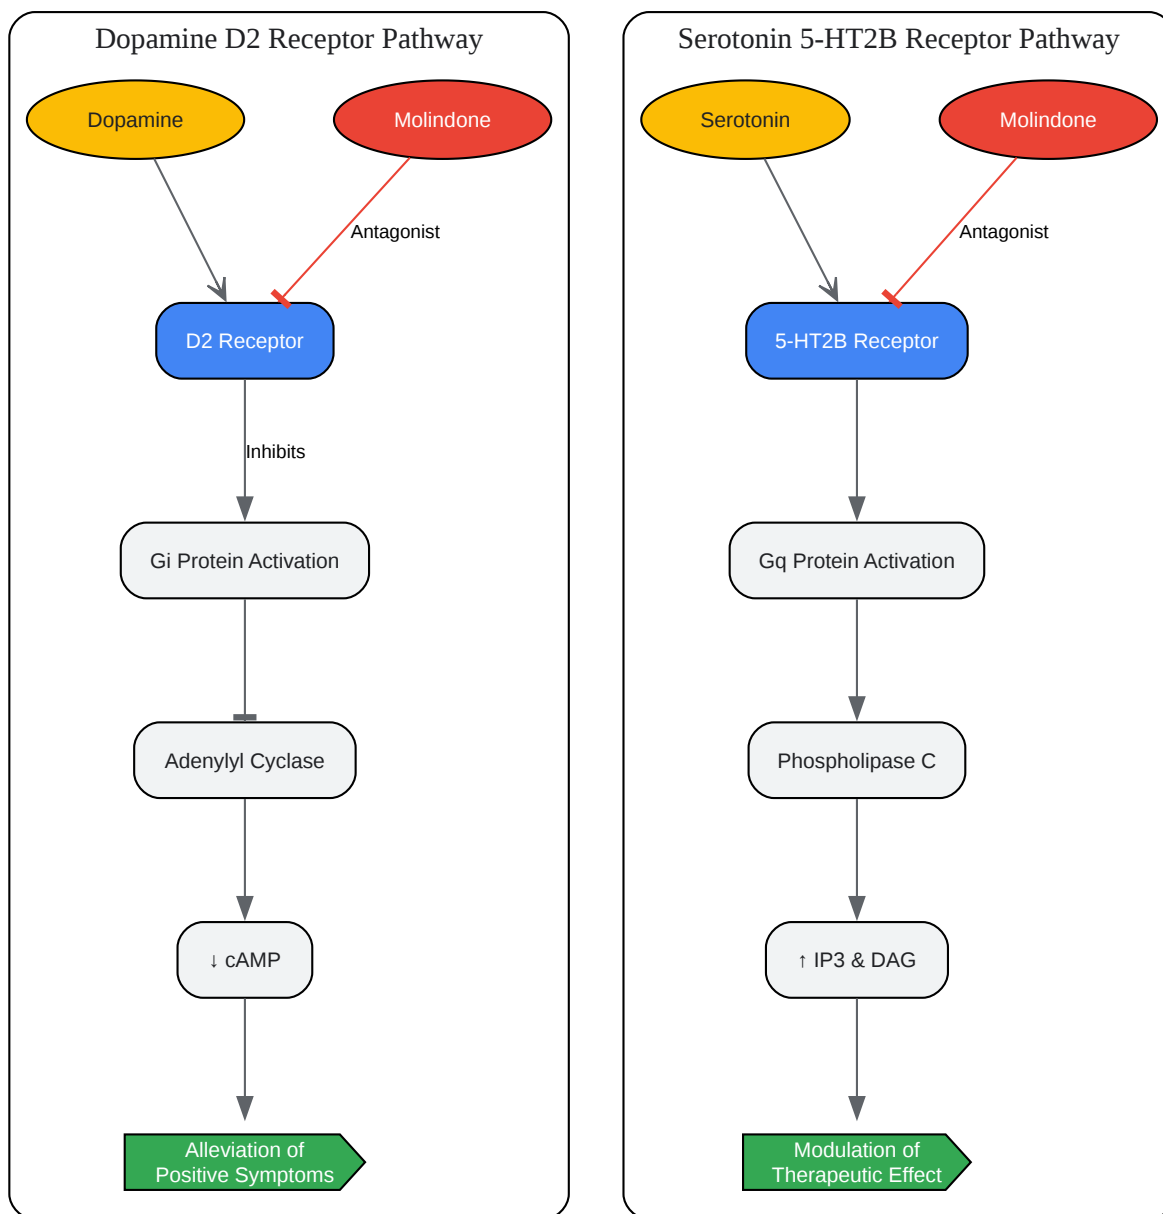 Dopamine D2 Receptor Pathway
Dopamine
Molindone
Antagonist
D2 Receptor
Inhibits
Gi Protein Activation
Adenylyl Cyclase
↓ cAMP
Alleviation of
Positive Symptoms
Serotonin 5-HT2B Receptor Pathway
Serotonin
Molindone
Antagonist
5-HT2B Receptor
Gq Protein Activation
Phospholipase C
↑ IP3 & DAG
Modulation of
Therapeutic Effect